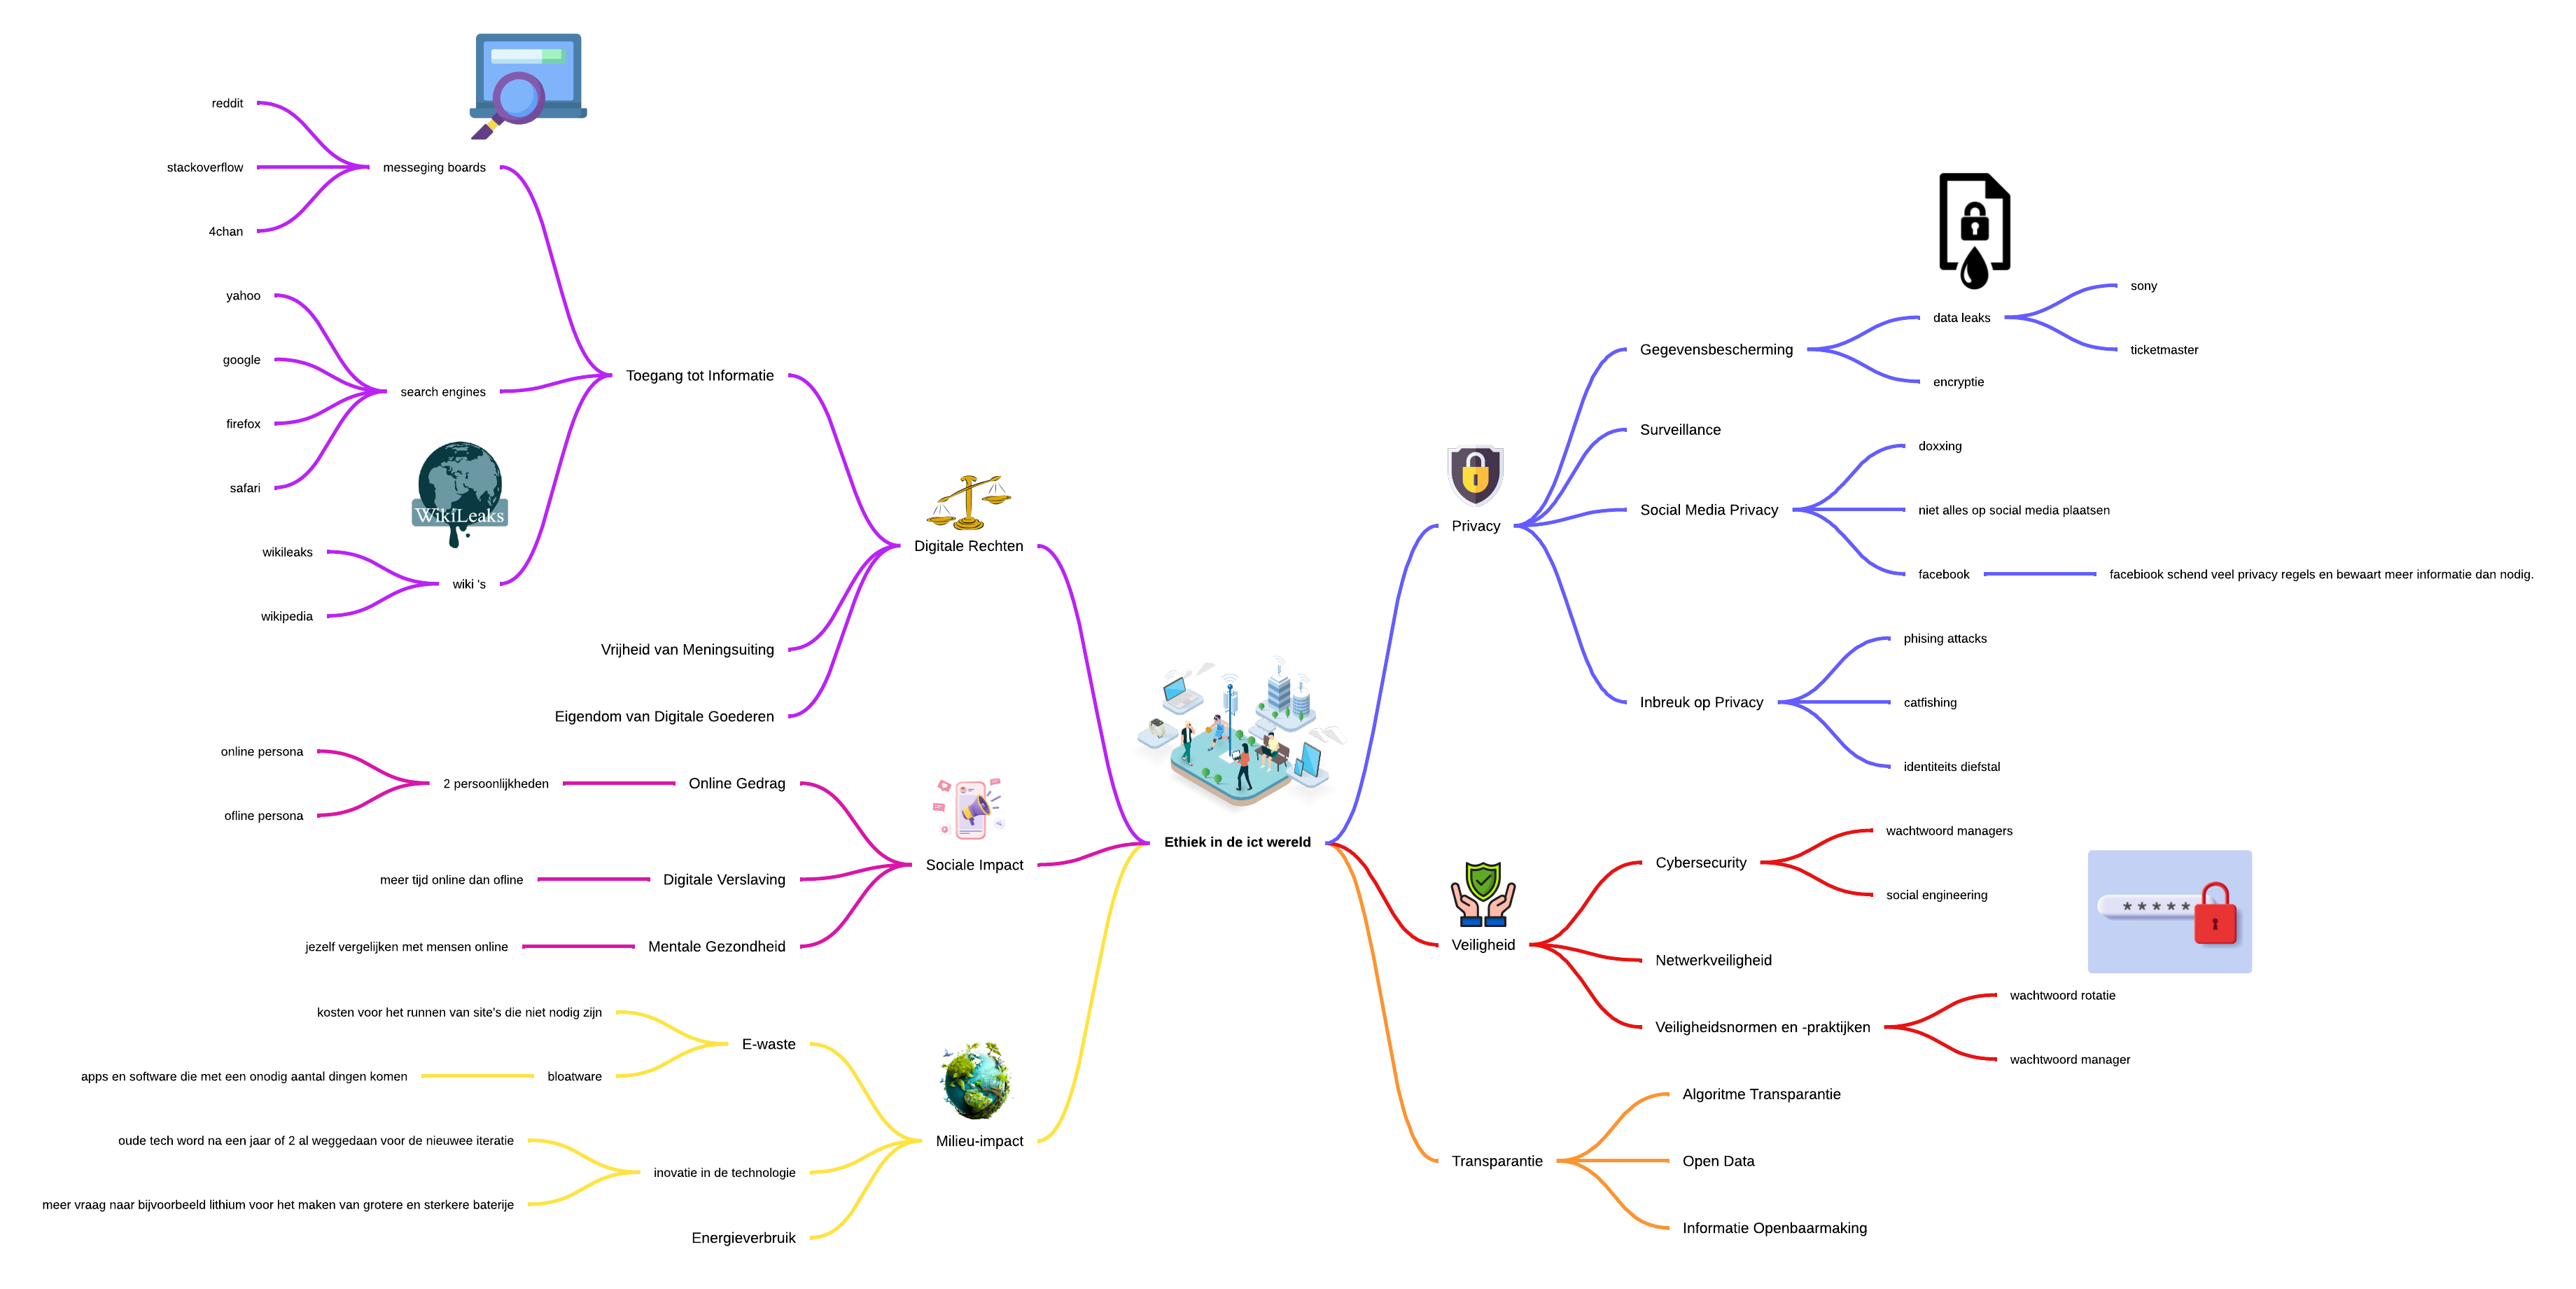 Ethiek in de ict wereld
Digitale Rechten
Toegang tot Informatie
messeging boards
reddit
stackoverflow
4chan
search engines
yahoo
google
firefox
safari
wiki 's
WikiLeaks
wikileaks
wikipedia
Vrijheid van Meningsuiting
Eigendom van Digitale Goederen
Sociale Impact
Online Gedrag
2 persoonlijkheden
online persona
ofline persona
Digitale Verslaving
meer tijd online dan ofline
Mentale Gezondheid
jezelf vergelijken met mensen online
Milieu-impact
E-waste
kosten voor het runnen van site's die niet nodig zijn
bloatware
apps en software die met een onodig aantal dingen komen
inovatie in de technologie
oude tech word na een jaar of 2 al weggedaan voor de nieuwee iteratie
meer vraag naar bijvoorbeeld lithium voor het maken van grotere en sterkere baterije
Energieverbruik
Privacy
Gegevensbescherming
data leaks
sony
ticketmaster
encryptie
Surveillance
Social Media Privacy
doxxing
niet alles op social media plaatsen
facebook
facebiook schend veel privacy regels en bewaart meer informatie dan nodig.
Inbreuk op Privacy
phising attacks
catfishing
identiteits diefstal
Veiligheid
Cybersecurity
wachtwoord managers
social engineering
*****
Netwerkveiligheid
Veiligheidsnormen en -praktijken
wachtwoord rotatie
wachtwoord manager
Transparantie
Algoritme Transparantie
Open Data
Informatie Openbaarmaking